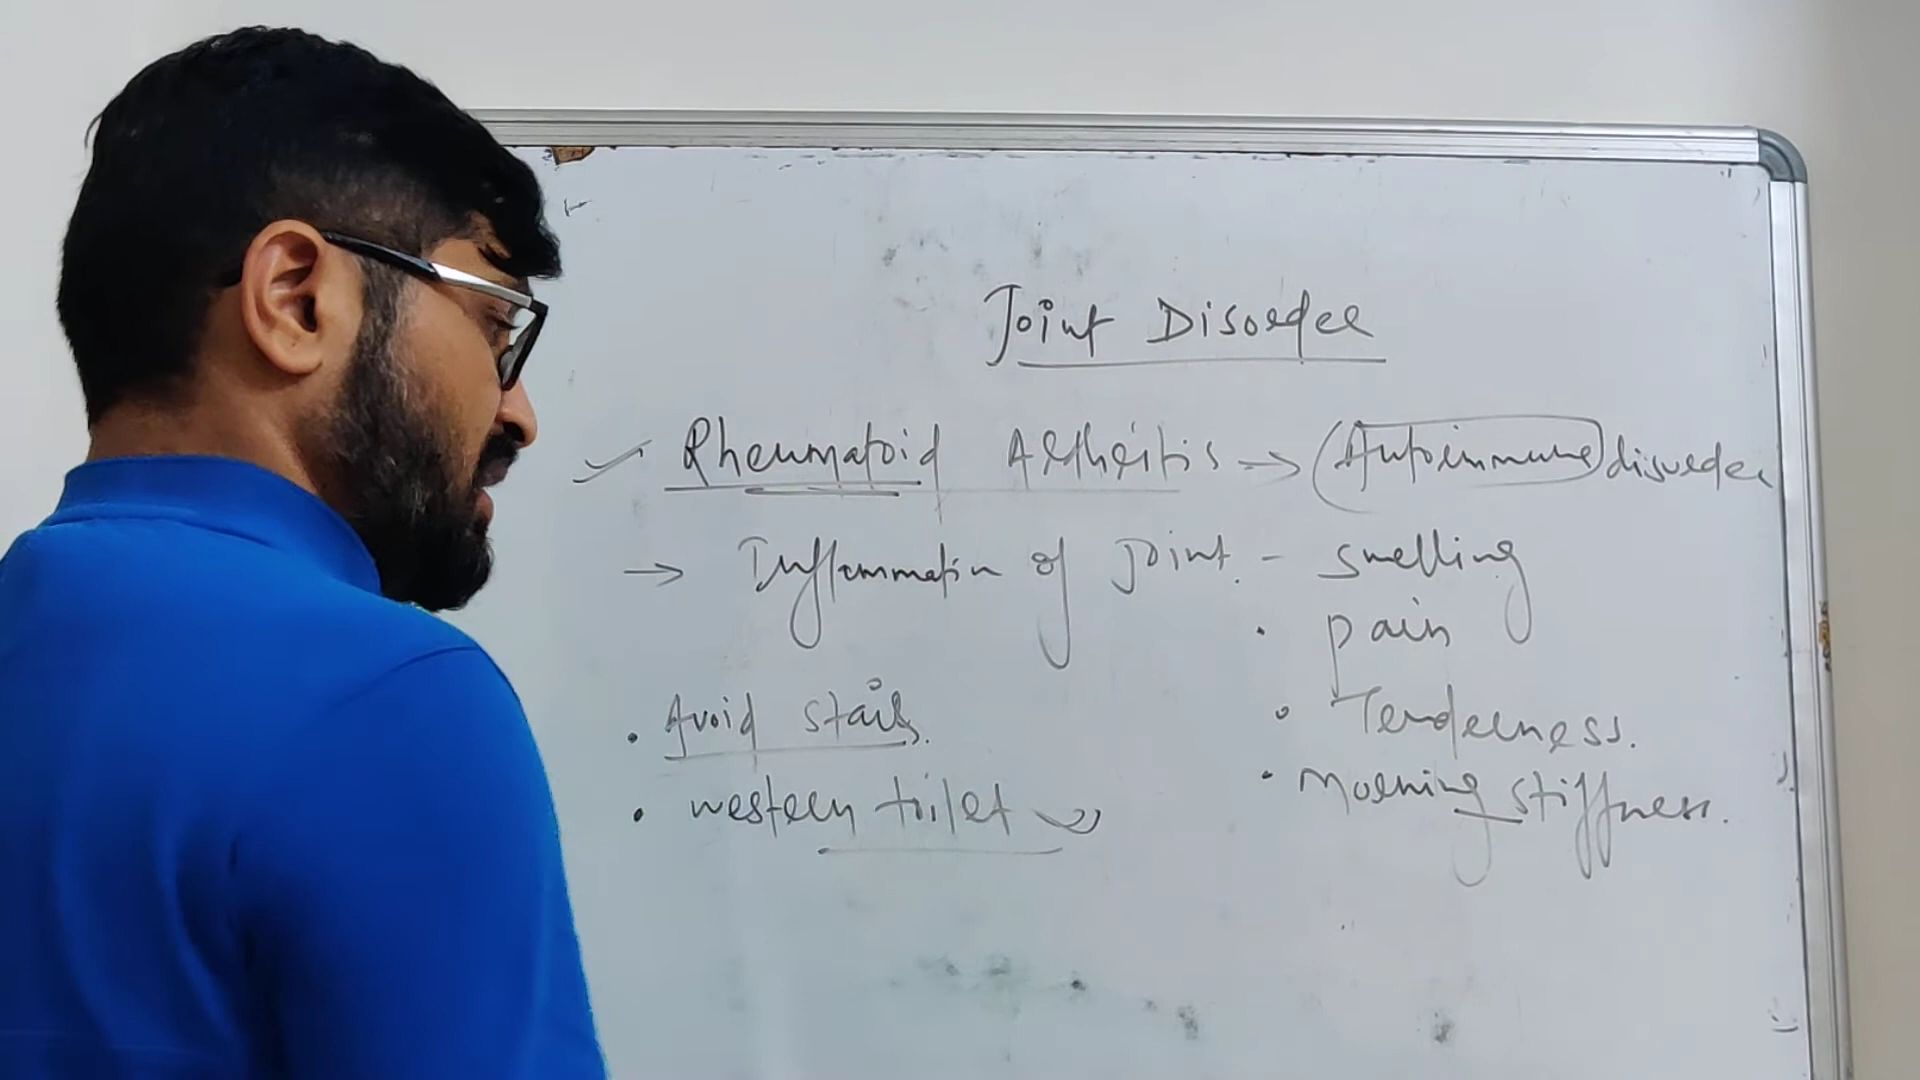 Joint Disorder
Rheumatoid Arthritis → Autoimmune disorder
→ Inflammation of joint. - swelling
• pain
• Avoid stairs.
• Tenderness.
• western toilet
• Morning stiffness.